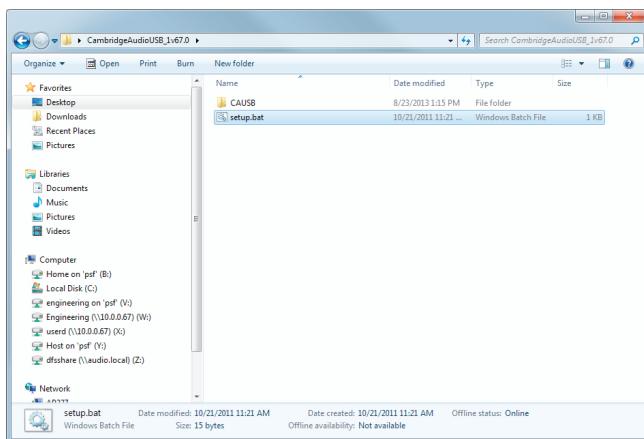 CambridgeAudioUSB_1v67.0
Search CambridgeAudioUSB_1v67.0
Organize Open Print Burn New folder
Name Date modified Type Size
CAUSB 8/23/2013 1:15 PM File folder
setup.bat 10/21/2011 11:21 ... Windows Batch File 1 KB
Favorites
Desktop
Downloads
Recent Places
Pictures
Libraries
Documents
Music
Pictures
Videos
Computer
Home on 'psf' (B:)
Local Disk (C:)
engineering on 'psf' (V:)
Engineering (\\10.0.0.67) (W:)
userd (\\10.0.0.67) (X:)
Host on 'psf' (Y:)
dfsshare (\\audio.local) (Z:)
Network
setup.bat Date modified: 10/21/2011 11:21 AM Date created: 10/21/2011 11:21 AM Offline status: Online
Windows Batch File Size: 15 bytes Offline availability: Not available